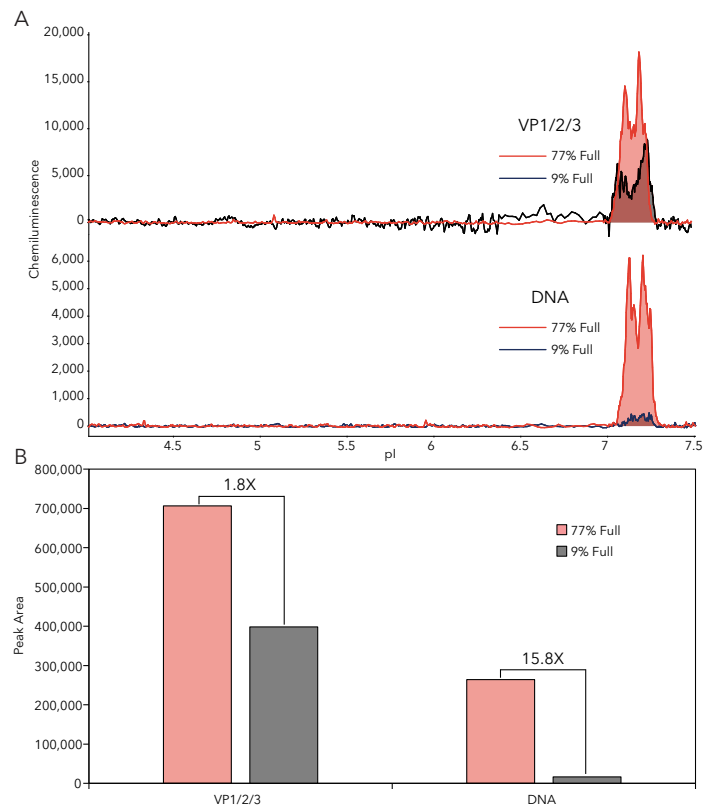 A
20,000
15,000
10,000
5,000
0
Chemiluminescence
VP1/2/3
77% Full
9% Full
6,000
5,000
4,000
3,000
2,000
1,000
0
DNA
77% Full
9% Full
4.5
5
5.5
6
6.5
7
7.5
pI
B
800,000
700,000
600,000
500,000
400,000
300,000
200,000
100,000
0
Peak Area
1.8X
15.8X
77% Full
9% Full
VP1/2/3
DNA